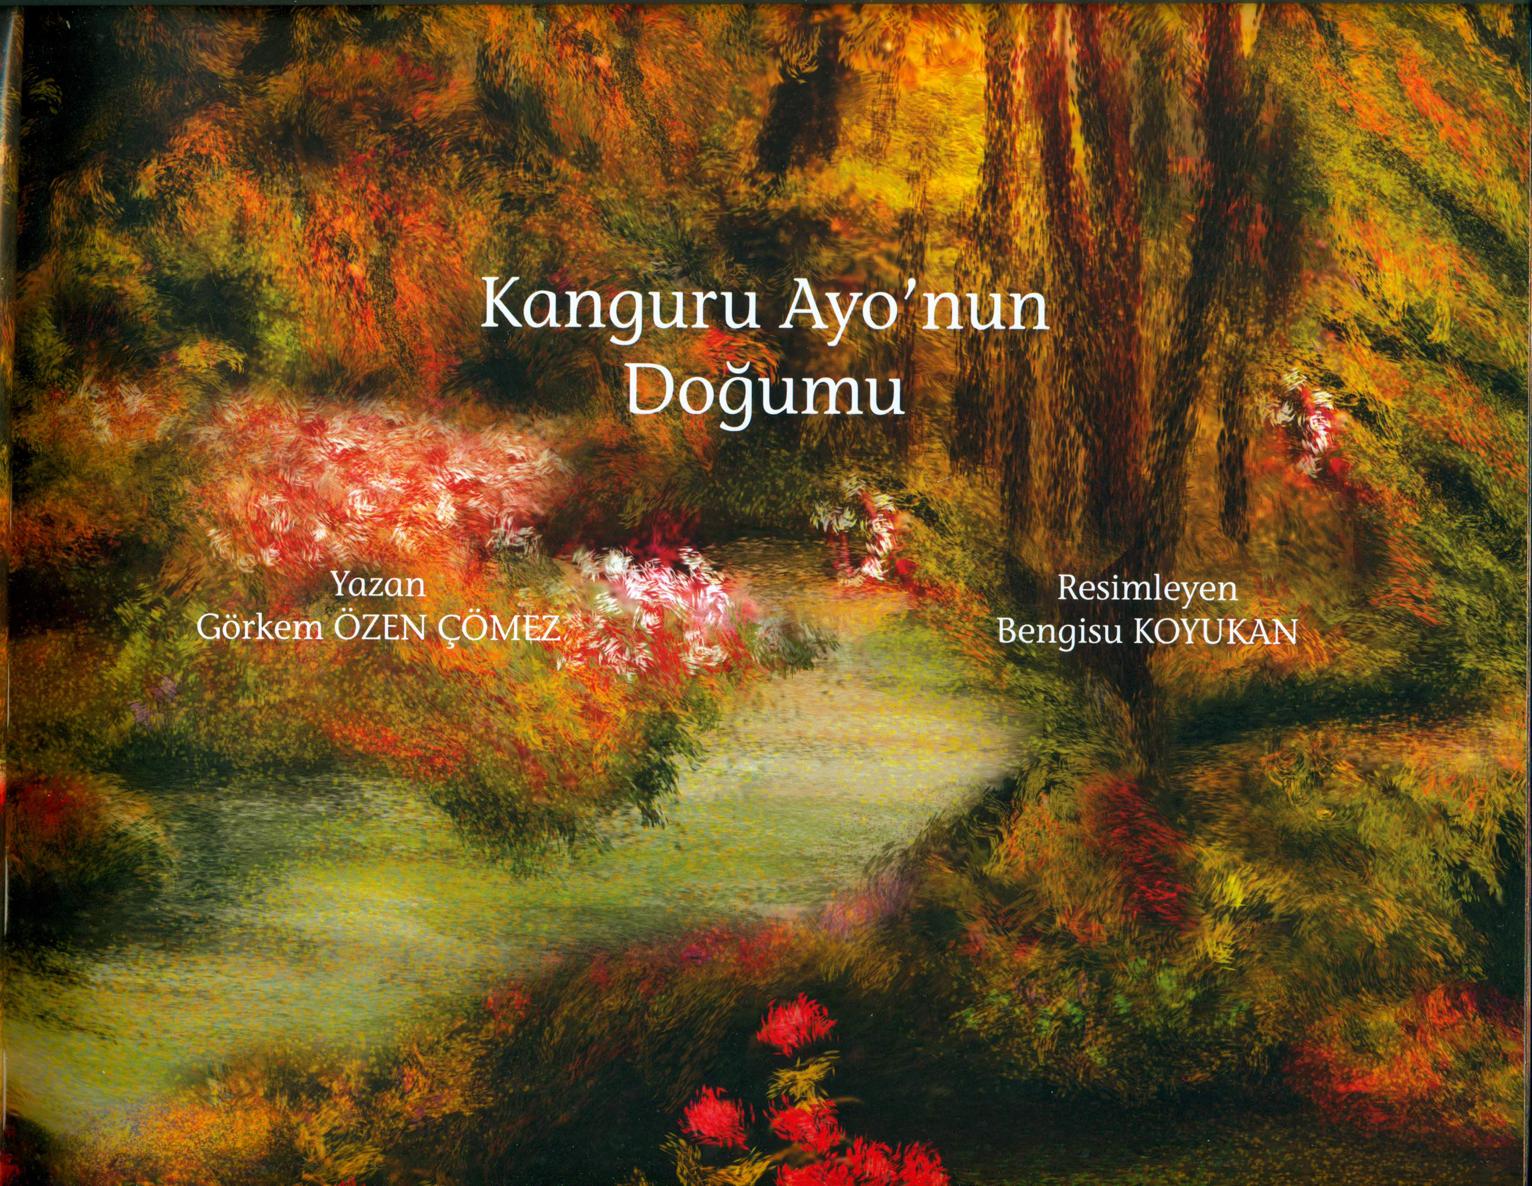 Kanguru Ayo'nun
Doğumu
Yazan
Görkem ÖZEN ÇÖMEZ
Resimleyen
Bengisu KOYUKAN